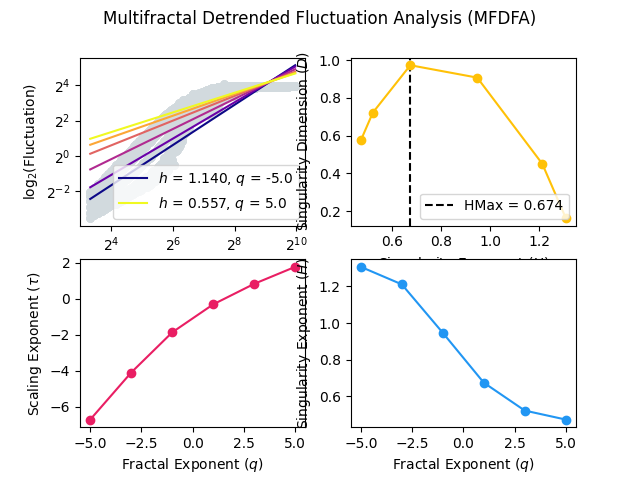 Multifractal Detrended Fluctuation Analysis (MFDFA)
log₂(Fluctuation)
2⁴
2²
2⁰
2⁻²
h = 1.140, q = -5.0
h = 0.557, q = 5.0
2⁴ 2⁶ 2⁸ 2¹⁰
Singularity Dimension (D)
1.0
0.8
0.6
0.4
0.2
HMax = 0.674
0.6 0.8 1.0 1.2
Scaling Exponent (τ)
2
0
−2
−4
−6
−5.0 −2.5 0.0 2.5 5.0
Fractal Exponent (q)
Singularity Exponent (H)
1.2
1.0
0.8
0.6
−5.0 −2.5 0.0 2.5 5.0
Fractal Exponent (q)